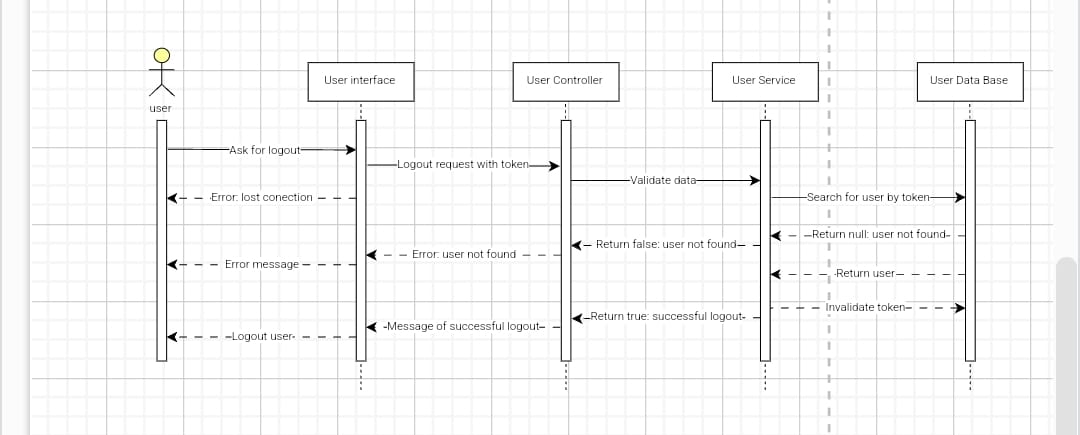 User interface
User Controller
User Service
User Data Base
user
Ask for logout
Logout request with token
Validate data
Error: lost conection
Search for user by token
Return null: user not found
Return false: user not found
Error: user not found
Error message
Return user
Invalidate token
Return true: successful logout
Message of successful logout
Logout user